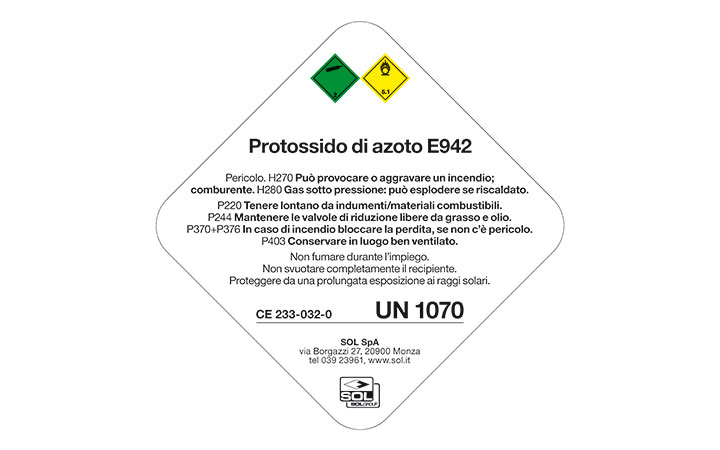 2
5.1
Protossido di azoto E942
Pericolo. H270 Può provocare o aggravare un incendio;
comburente. H280 Gas sotto pressione: può esplodere se riscaldato.
P220 Tenere lontano da indumenti/materiali combustibili.
P244 Mantenere le valvole di riduzione libere da grasso e olio.
P370+P376 In caso di incendio bloccare la perdita, se non c'è pericolo.
P403 Conservare in luogo ben ventilato.
Non fumare durante l'impiego.
Non svuotare completamente il recipiente.
Proteggere da una prolungata esposizione ai raggi solari.
CE 233-032-0 UN 1070
SOL SpA
via Borgazzi 27, 20900 Monza
tel 039 23961, www.sol.it
SOL
SOLGROUP